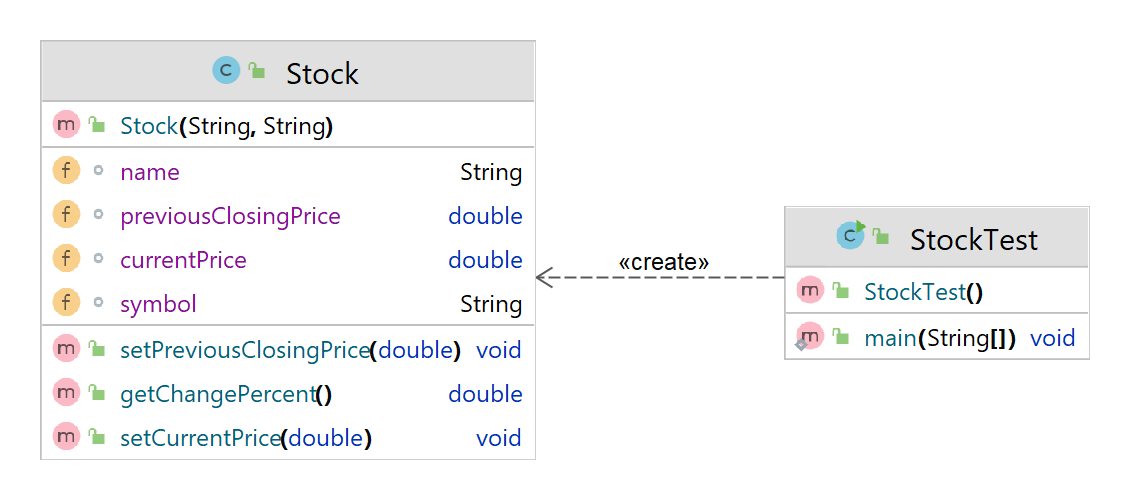 Stock
Stock(String, String)
name String
previousClosingPrice double
currentPrice double
symbol String
setPreviousClosingPrice(double) void
getChangePercent() double
setCurrentPrice(double) void
«create»
StockTest
StockTest()
main(String[]) void